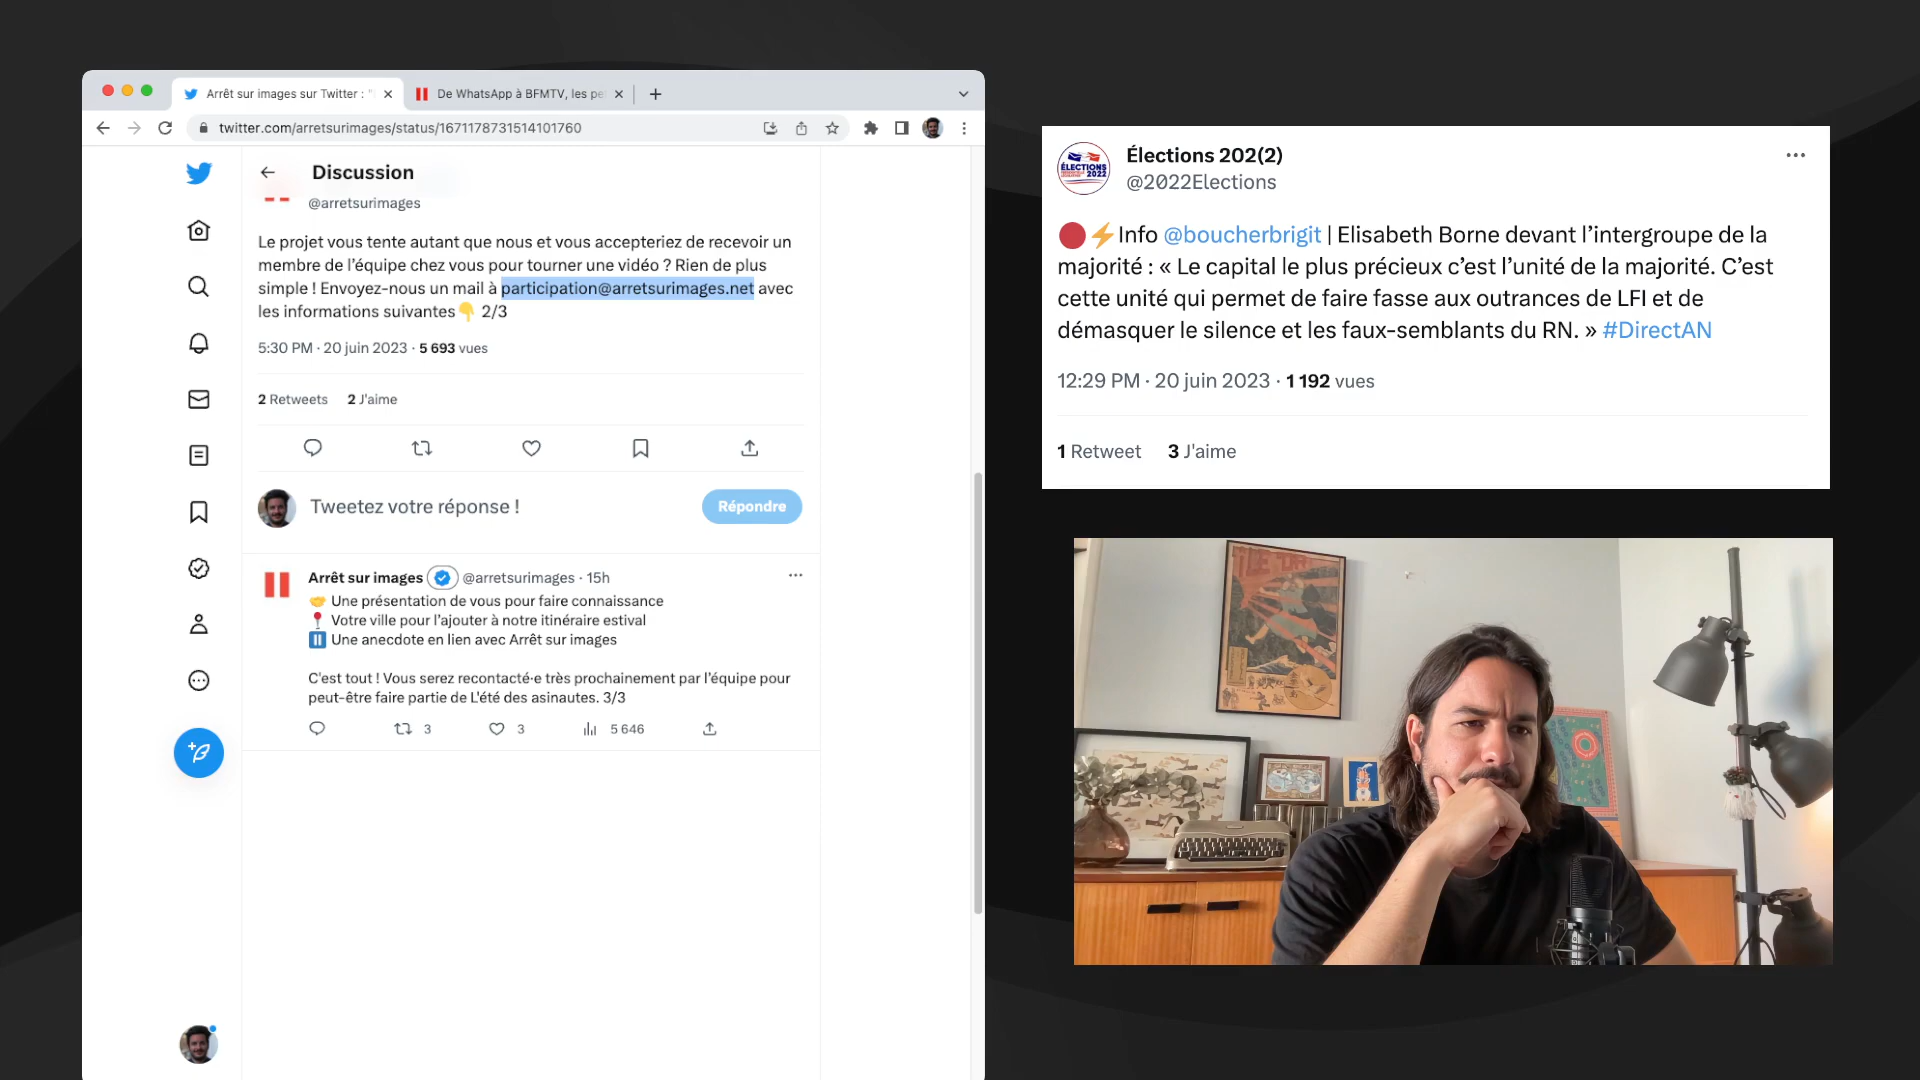 Arrêt sur images sur Twitter : "
De WhatsApp à BFMTV, les pe
twitter.com/arretsurimages/status/1671178731514101760
Discussion
@arretsurimages
Le projet vous tente autant que nous et vous accepteriez de recevoir un
membre de l’équipe chez vous pour tourner une vidéo ? Rien de plus
simple ! Envoyez-nous un mail à participation@arretsurimages.net avec
les informations suivantes👇 2/3
5:30 PM · 20 juin 2023 · 5 693 vues
2 Retweets 2 J'aime
Tweetez votre réponse !
Répondre
Arrêt sur images @arretsurimages · 15h
🤝 Une présentation de vous pour faire connaissance
📍 Votre ville pour l’ajouter à notre itinéraire estival
⏸ Une anecdote en lien avec Arrêt sur images
C'est tout ! Vous serez recontacté·e très prochainement par l’équipe pour
peut-être faire partie de L'été des asinautes. 3/3
3 3 5 646
Élections 202(2)
@2022Elections
ÉLECTIONS
2022
🔴⚡Info @boucherbrigit | Elisabeth Borne devant l’intergroupe de la
majorité : « Le capital le plus précieux c’est l’unité de la majorité. C’est
cette unité qui permet de faire fasse aux outrances de LFI et de
démasquer le silence et les faux-semblants du RN. » #DirectAN
12:29 PM · 20 juin 2023 · 1 192 vues
1 Retweet 3 J'aime